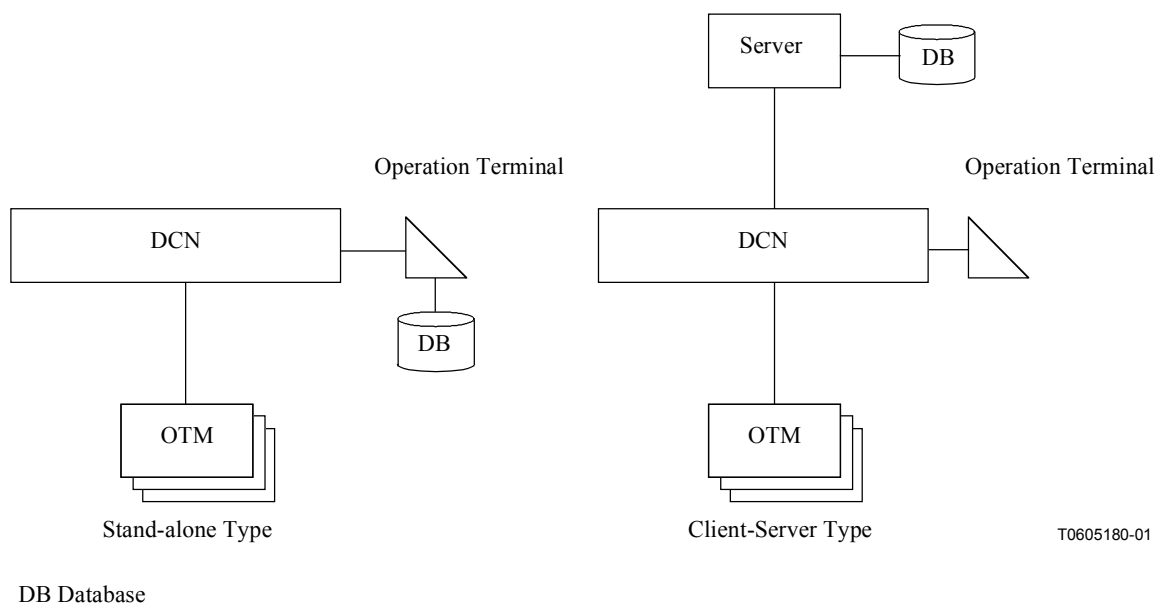 Server
DB
Operation Terminal
Operation Terminal
DCN
DCN
DB
OTM
OTM
Stand-alone Type
Client-Server Type
T0605180-01
DB Database